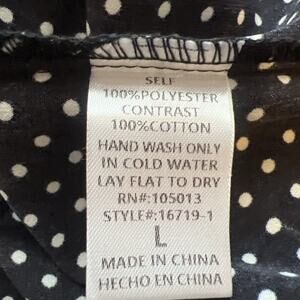 SELF
100%POLYESTER
CONTRAST
100%COTTON
HAND WASH ONLY
IN COLD WATER
LAY FLAT TO DRY
RN#:105013
STYLE#:16719-1
L
MADE IN CHINA
HECHO EN CHINA